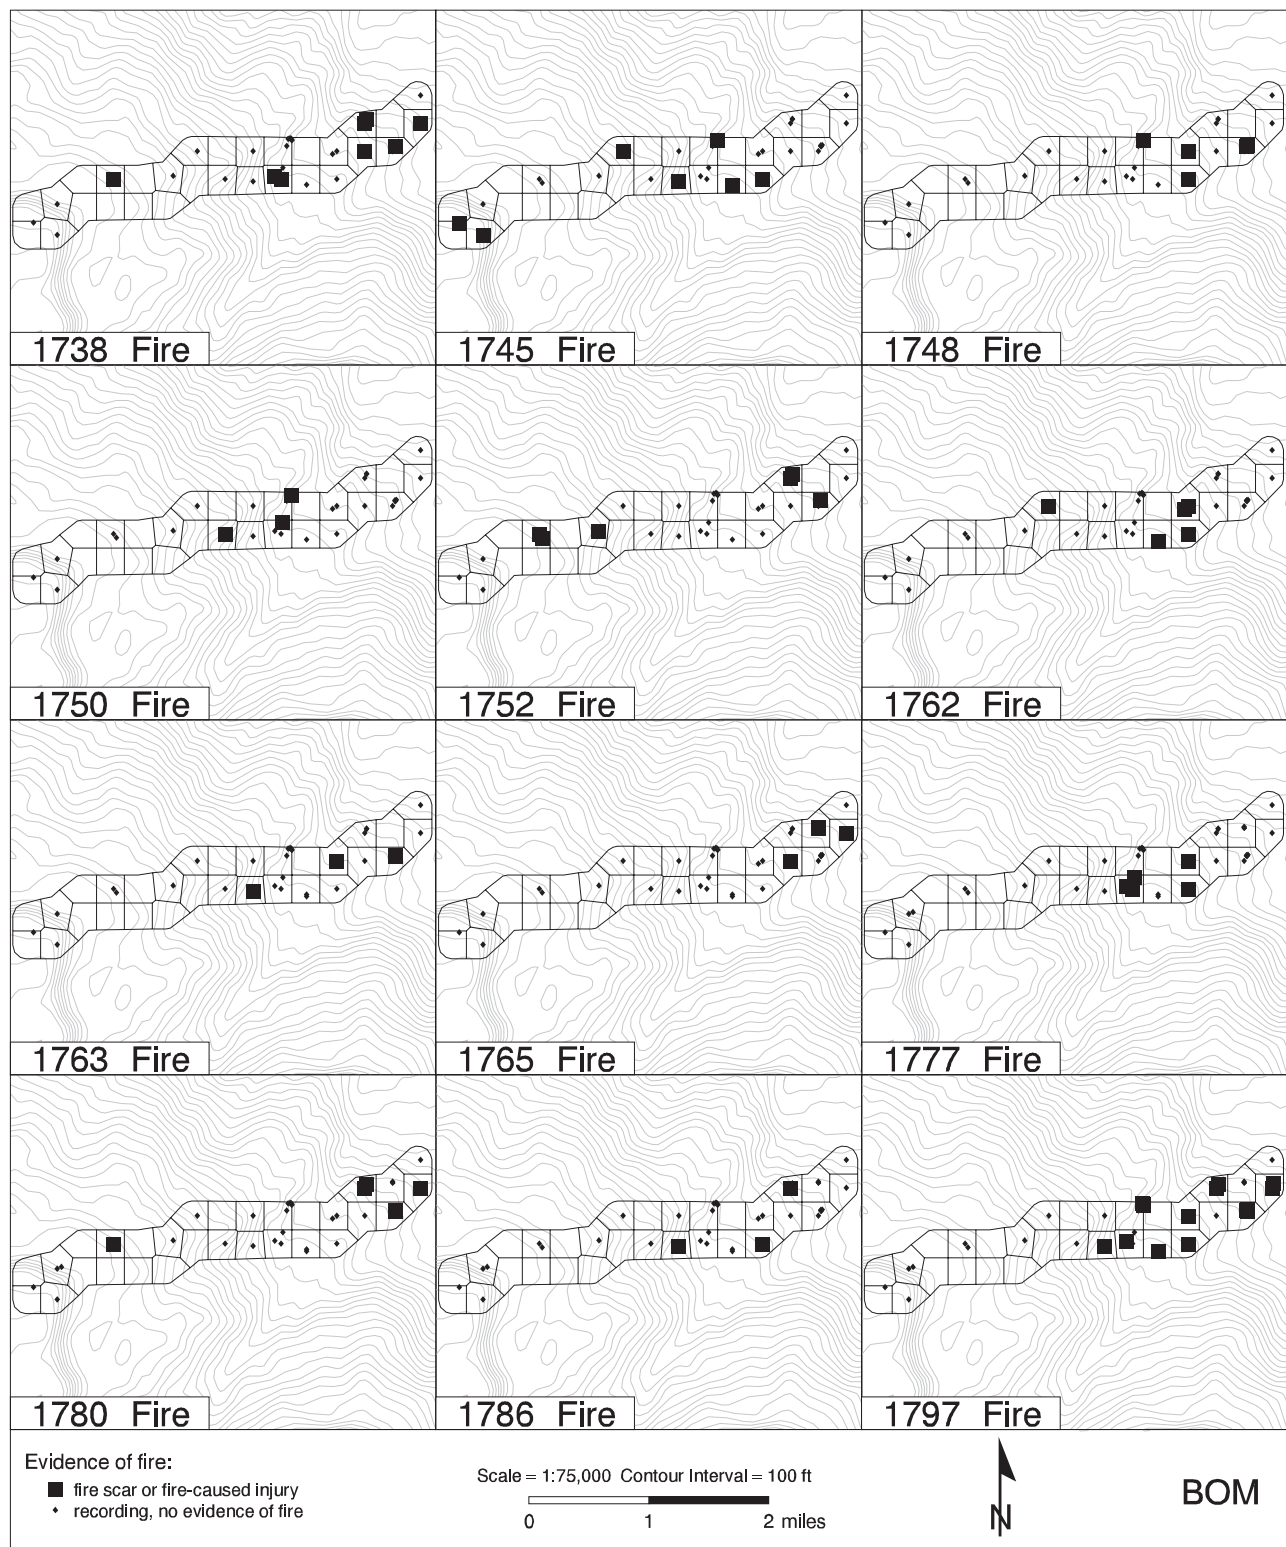 1738 Fire
1745 Fire
1748 Fire
1750 Fire
1752 Fire
1762 Fire
1763 Fire
1765 Fire
1777 Fire
1780 Fire
1786 Fire
1797 Fire
Evidence of fire:
fire scar or fire-caused injury
recording, no evidence of fire
Scale = 1:75,000 Contour Interval = 100 ft
0 1 2 miles
N
BOM